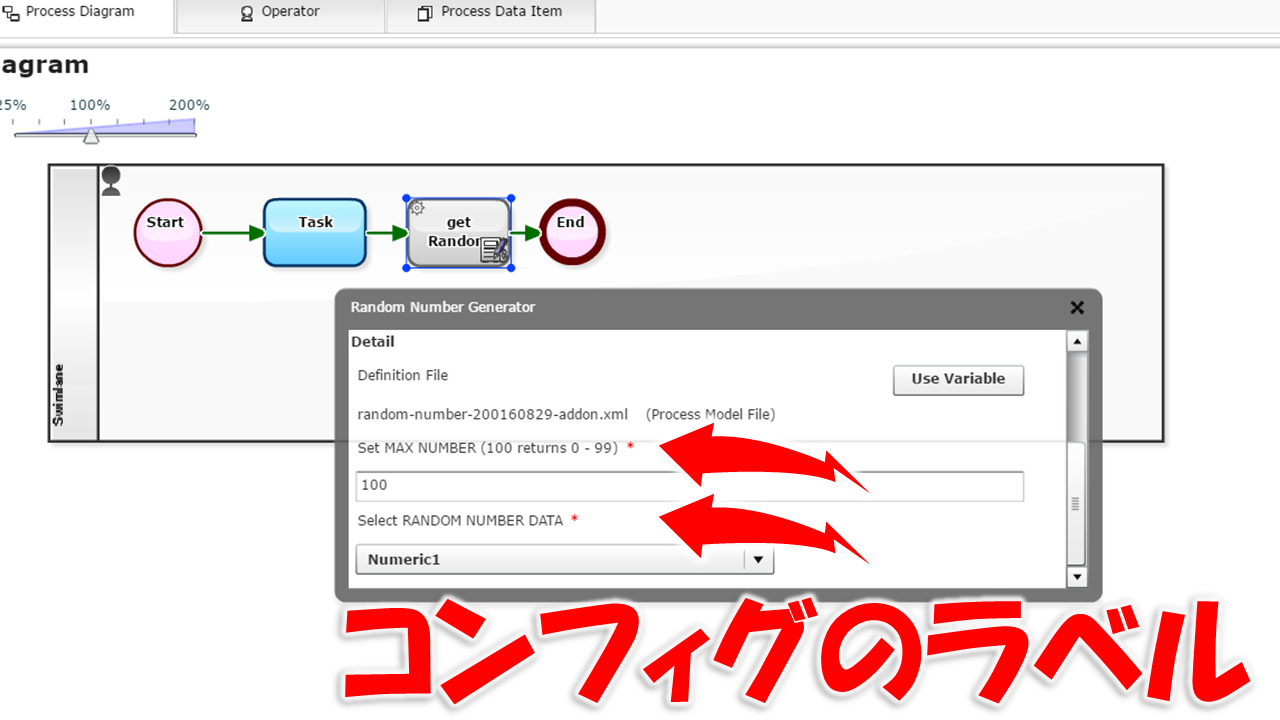 Process Diagram
Operator
Process Data Item
agram
25%
100%
200%
Swimlane
Start
Task
get
Random
End
Random Number Generator
Detail
Definition File
Use Variable
random-number-200160829-addon.xml (Process Model File)
Set MAX NUMBER (100 returns 0 - 99) *
100
Select RANDOM NUMBER DATA *
Numeric1
コンフィグのラベル